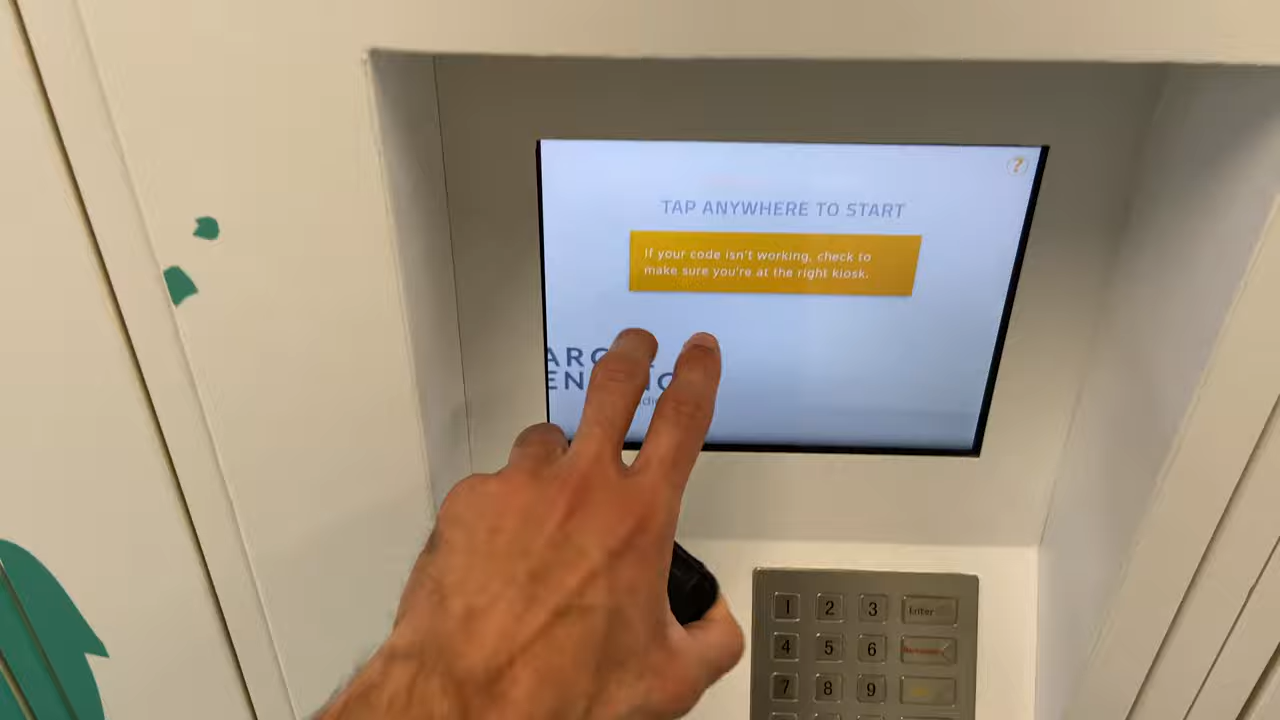 ?
TAP ANYWHERE TO START
If your code isn't working, check to
make sure you're at the right kiosk.
1 2 3 Enter
4 5 6
7 8 9